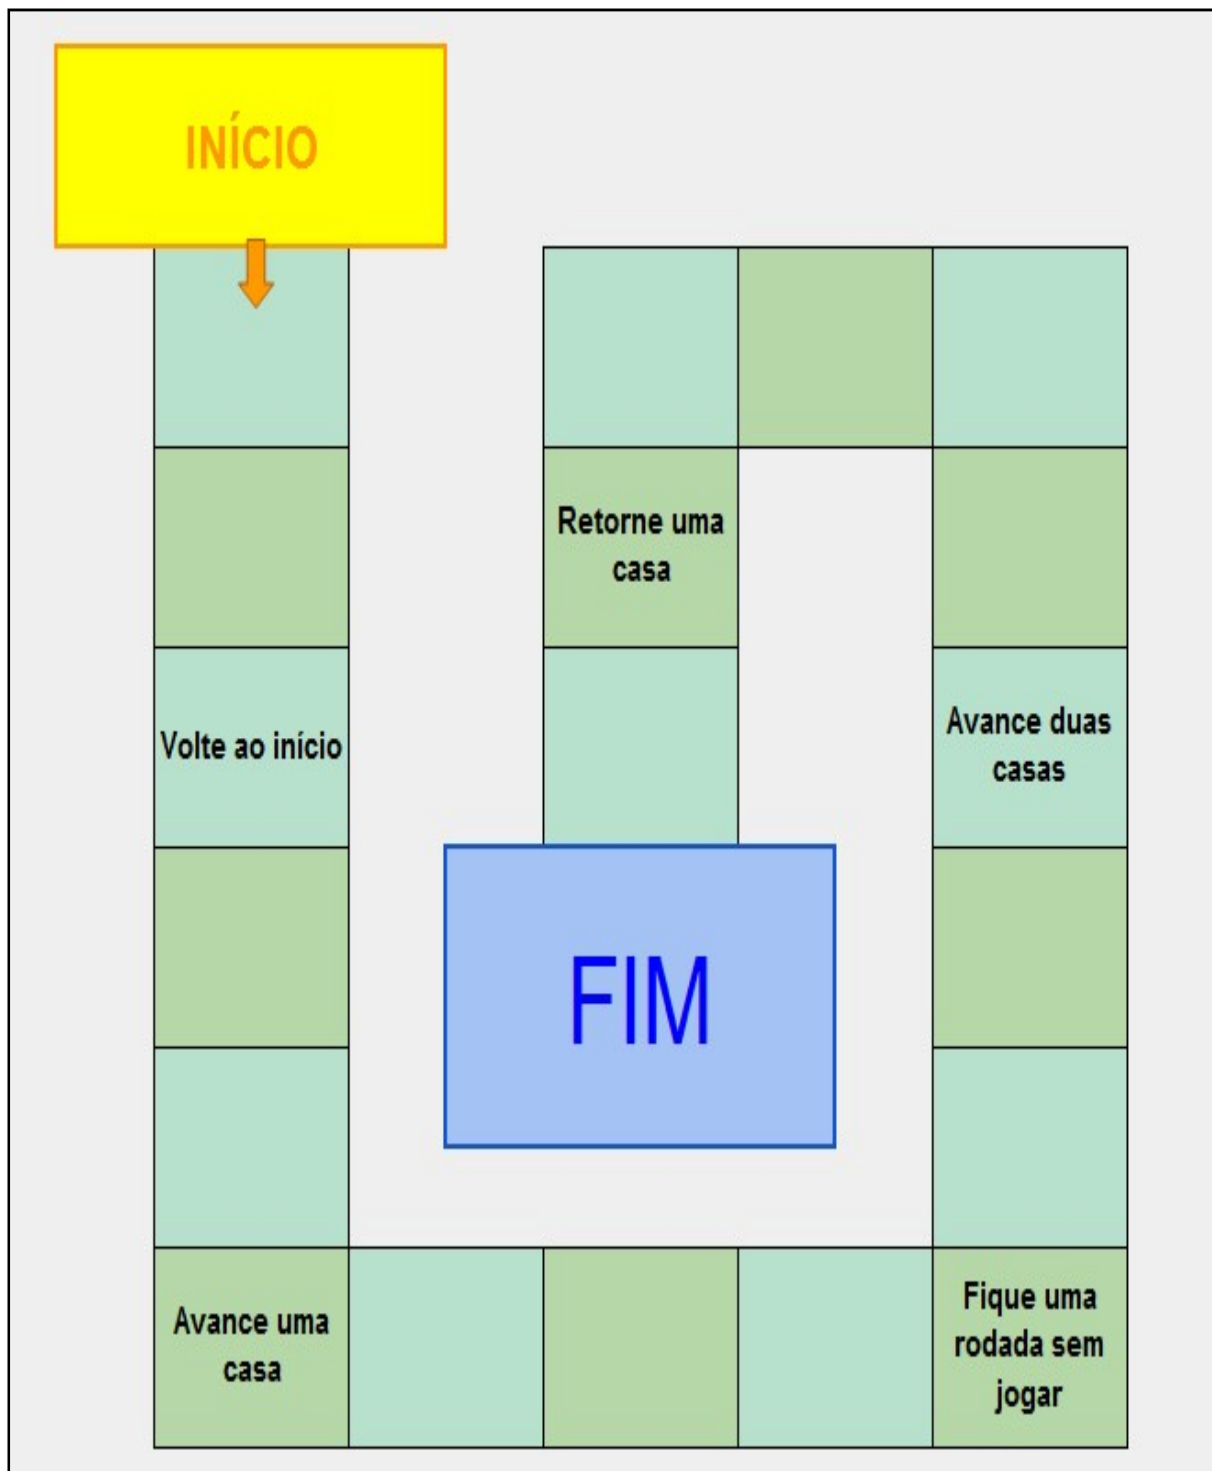 INÍCIO
Retorne uma
casa
Volte ao início
Avance duas
casas
FIM
Avance uma
casa
Fique uma
rodada sem
jogar